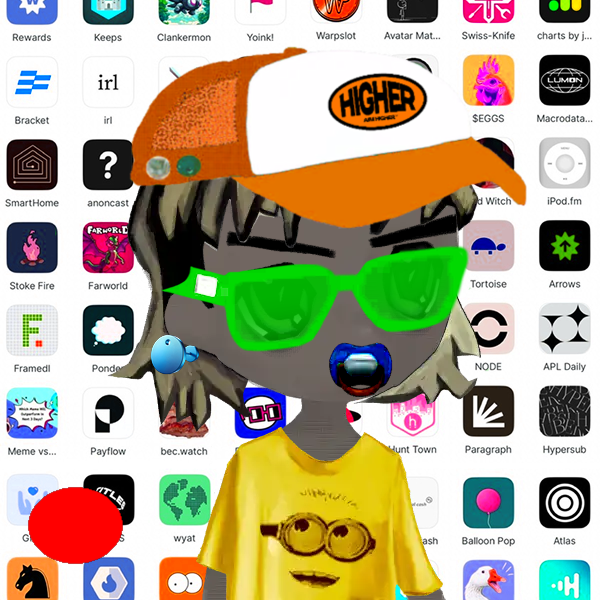 Rewards
Keeps
Clankermon
Yoink!
Warpslot
Avatar Mat...
Swiss-Knife
charts by j...
Bracket
irl
irl
HIGHER
$EGGS
LUMON
Macrodata...
SmartHome
?
anoncast
d Witch
iPod.fm
Stoke Fire
FARWORLD
Farworld
Tortoise
Arrows
F.
Framedl
Ponde
NODE
APL Daily
Meme vs...
Payflow
bec.watch
Hunt Town
Paragraph
Hypersub
wyat
ash
Balloon Pop
Atlas